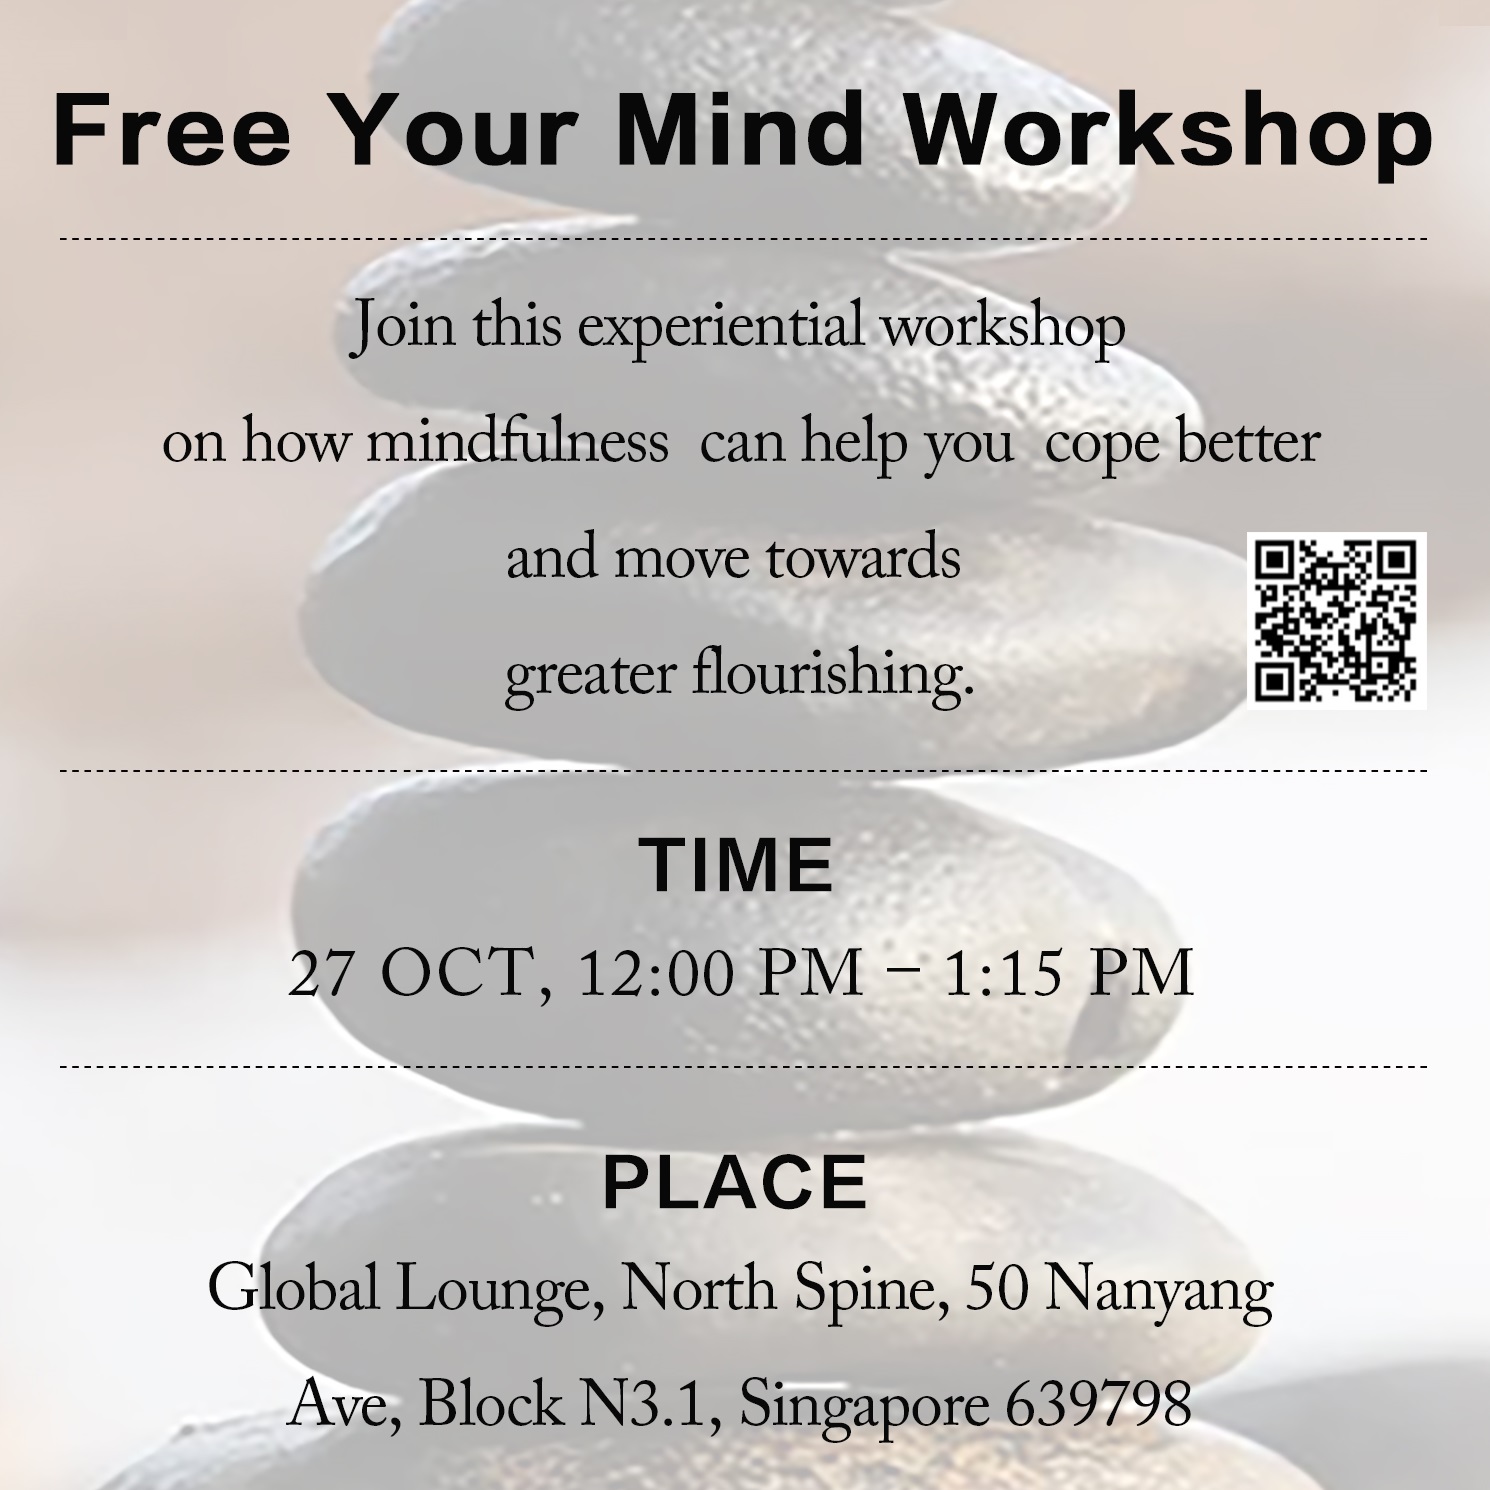 Free Your Mind Workshop
Join this experiential workshop
on how mindfulness  can help you  cope better
and move towards
greater flourishing.
TIME
27 OCT, 12:00 PM – 1:15 PM
PLACE
Global Lounge, North Spine, 50 Nanyang
Ave, Block N3.1, Singapore 639798